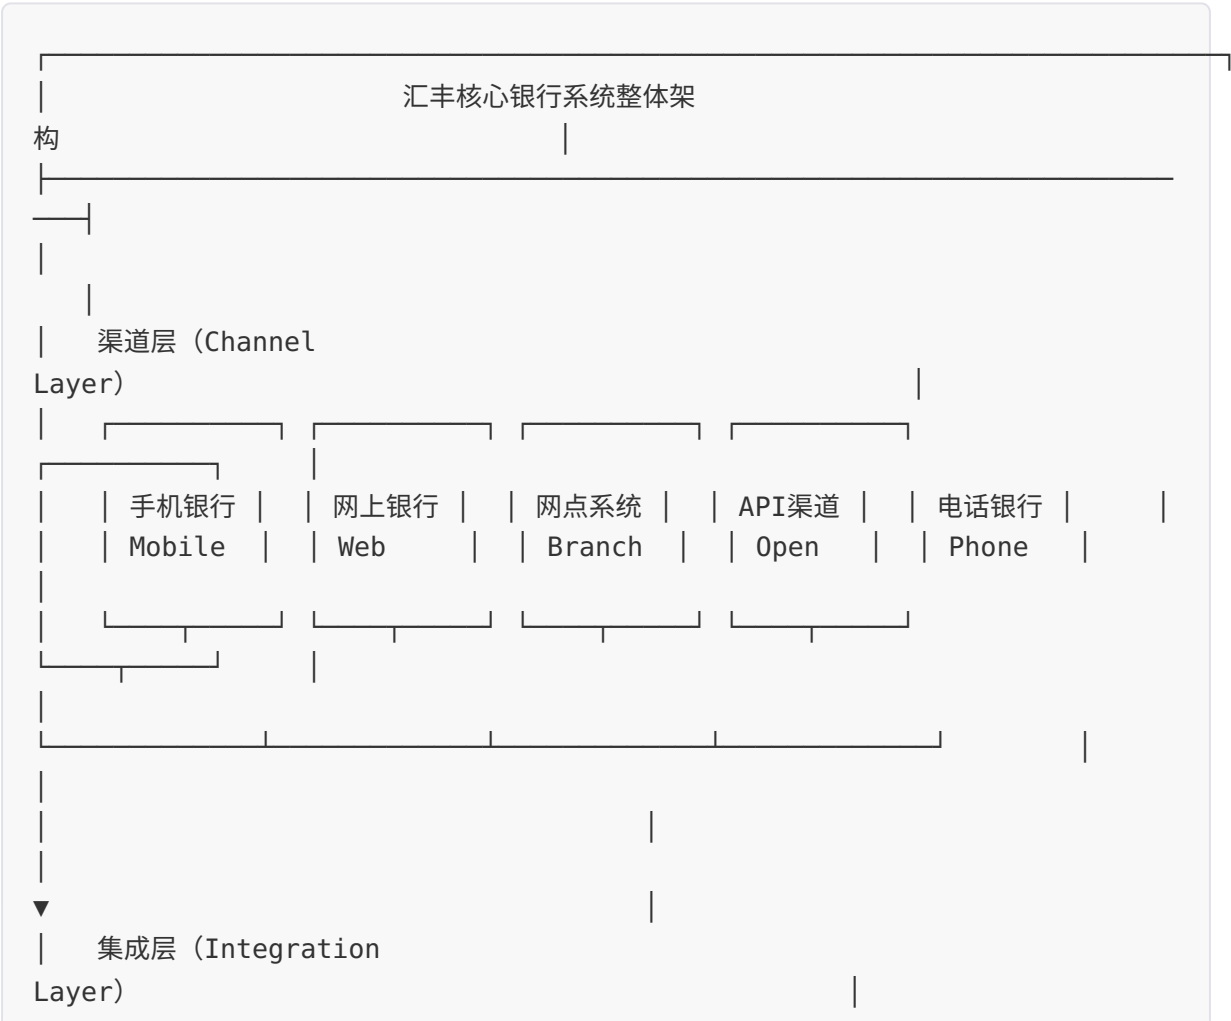 汇丰核心银行系统整体架
构
渠道层（Channel
Layer）
手机银行 网上银行 网点系统 API渠道 电话银行
Mobile Web Branch Open Phone
▼
集成层（Integration
Layer）